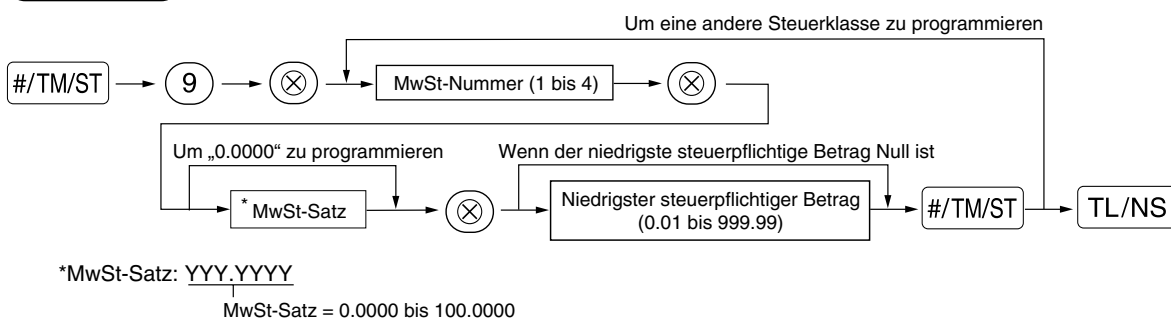 Um eine andere Steuerklasse zu programmieren
#/TM/ST
9
⊗
MwSt-Nummer (1 bis 4)
⊗
Um „0.0000“ zu programmieren
Wenn der niedrigste steuerpflichtige Betrag Null ist
*MwSt-Satz
⊗
Niedrigster steuerpflichtiger Betrag
(0.01 bis 999.99)
#/TM/ST
TL/NS
*MwSt-Satz: YYY.YYYY
MwSt-Satz = 0.0000 bis 100.0000